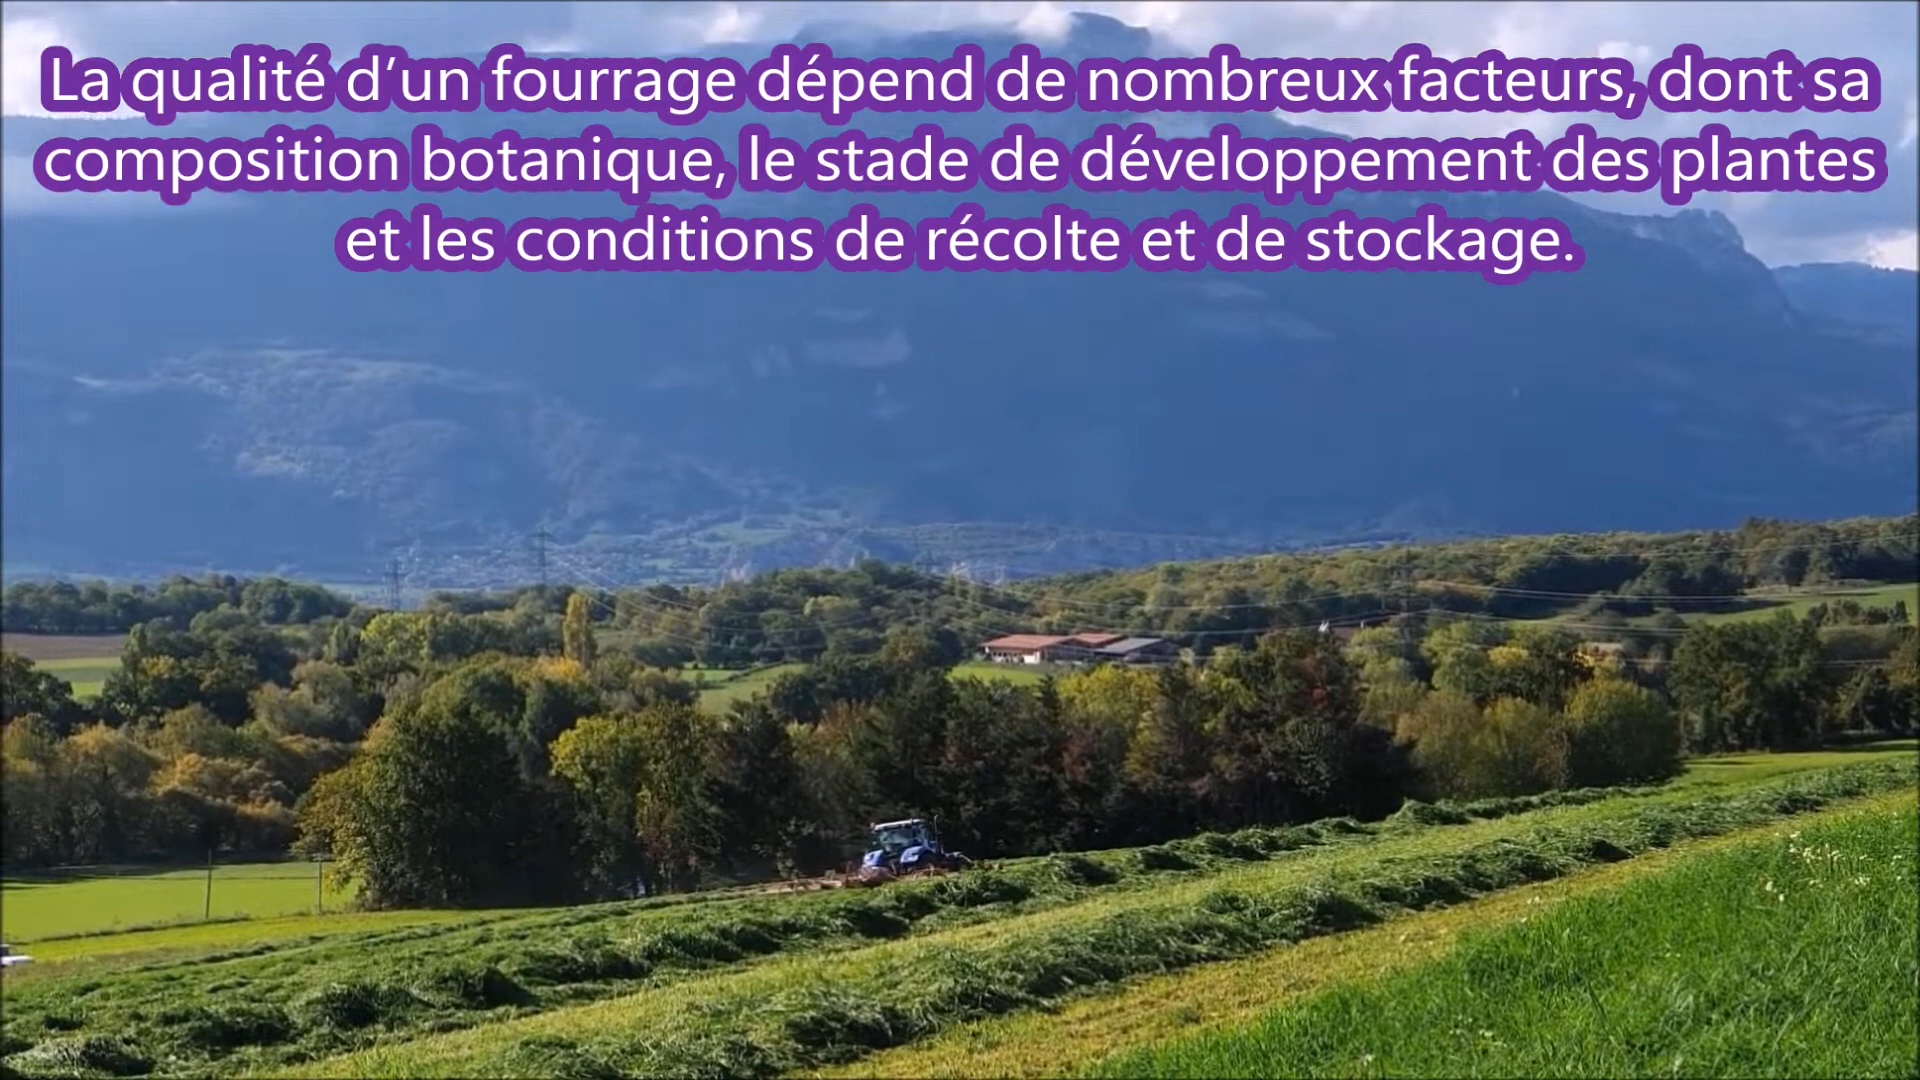 La qualité d’un fourrage dépend de nombreux facteurs, dont sa
composition botanique, le stade de développement des plantes
et les conditions de récolte et de stockage.